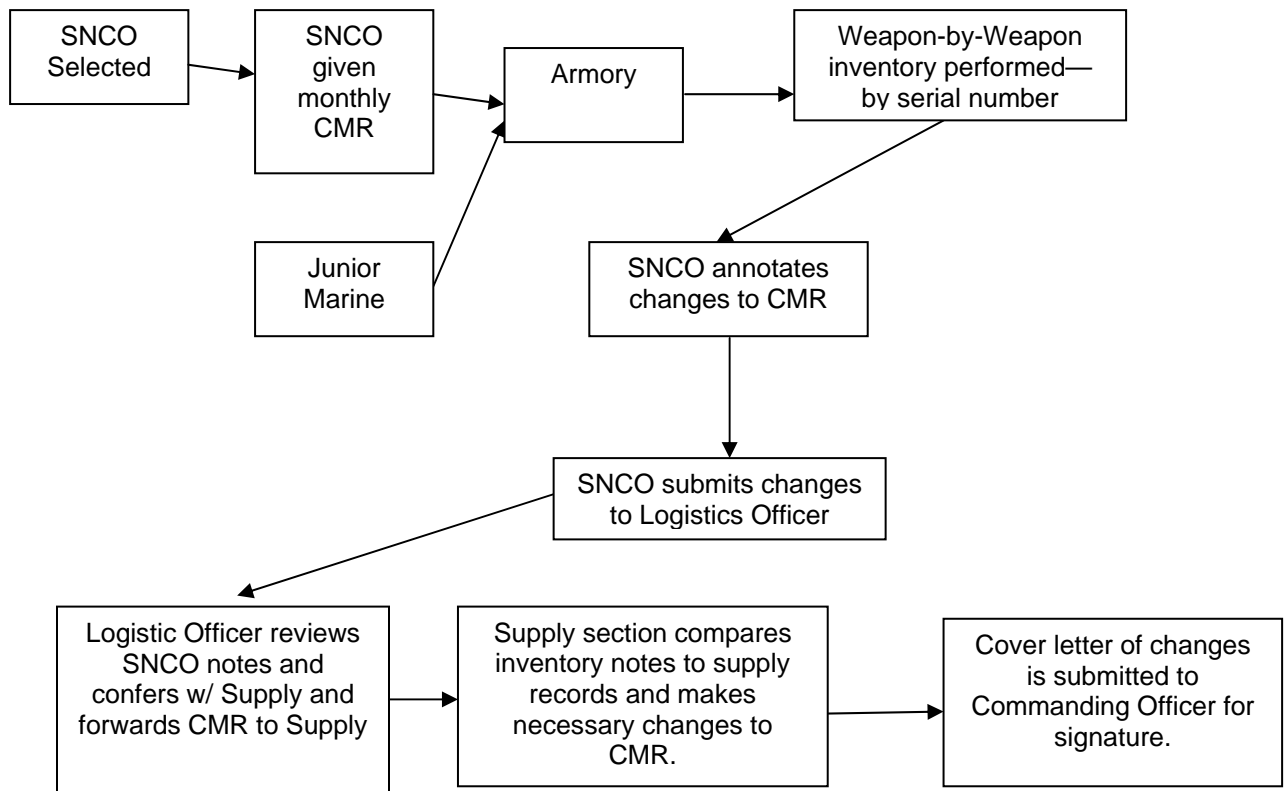 SNCO
Selected
SNCO
given
monthly
CMR
Armory
Weapon-by-Weapon
inventory performed—
by serial number
Junior
Marine
SNCO annotates
changes to CMR
SNCO submits changes
to Logistics Officer
Logistic Officer reviews
SNCO notes and
confers w/ Supply and
forwards CMR to Supply
Supply section compares
inventory notes to supply
records and makes
necessary changes to
CMR.
Cover letter of changes
is submitted to
Commanding Officer for
signature.